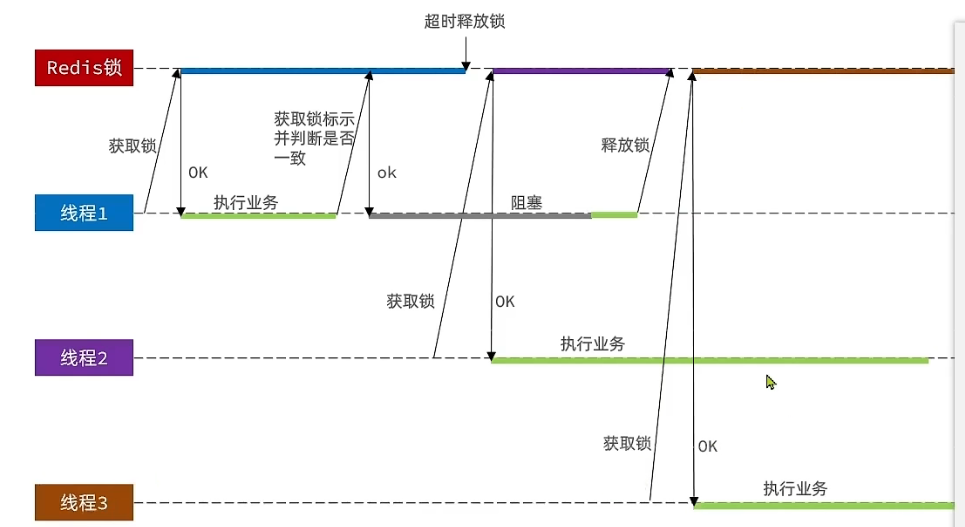 超时释放锁
Redis锁
获取锁标示
并判断是否
一致
获取锁
释放锁
OK
ok
执行业务
阻塞
线程1
获取锁
OK
执行业务
线程2
获取锁
OK
执行业务
线程3